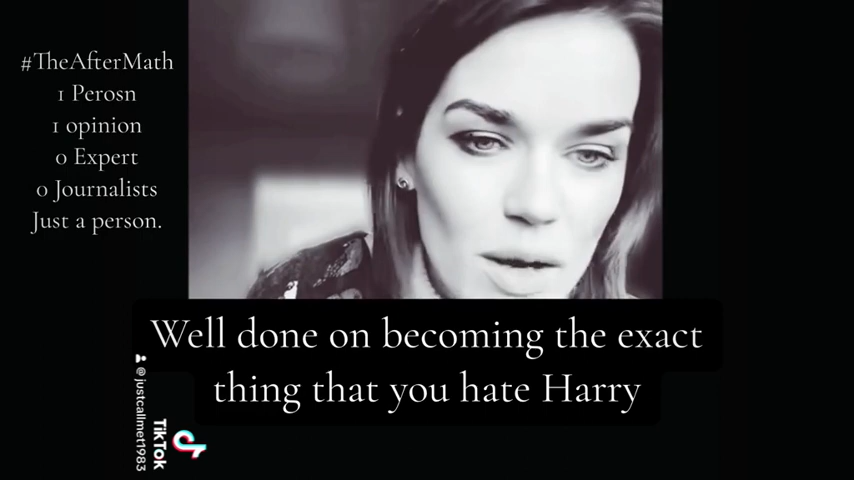 #TheAfterMath
1 Perosn
1 opinion
0 Expert
0 Journalists
Just a person.
Well done on becoming the exact
thing that you hate Harry
@justcallmet1983
TikTok